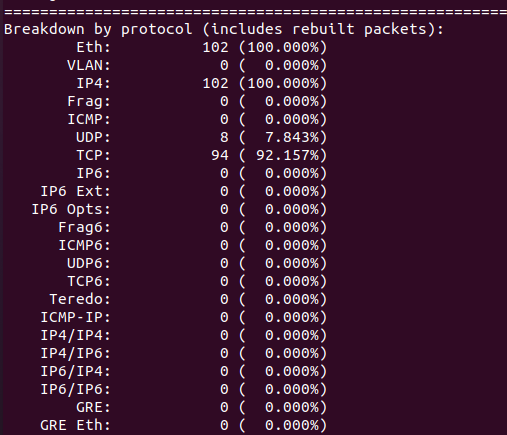 ===============================================================================
Breakdown by protocol (includes rebuilt packets):
        Eh:          102 (100.000%)
       VLAN:            0 (  0.000%)
        IP4:          102 (100.000%)
       Frag:            0 (  0.000%)
       ICMP:            0 (  0.000%)
        UDP:            8 (  7.843%)
        TCP:           94 ( 92.157%)
        IP6:            0 (  0.000%)
    IP6 Ext:            0 (  0.000%)
   IP6 Opts:            0 (  0.000%)
      Frag6:            0 (  0.000%)
      ICMP6:            0 (  0.000%)
       UDP6:            0 (  0.000%)
       TCP6:            0 (  0.000%)
     Teredo:            0 (  0.000%)
    ICMP-IP:            0 (  0.000%)
    IP4/IP4:            0 (  0.000%)
    IP4/IP6:            0 (  0.000%)
    IP6/IP4:            0 (  0.000%)
    IP6/IP6:            0 (  0.000%)
        GRE:            0 (  0.000%)
    GRE Eth:            0 (  0.000%)